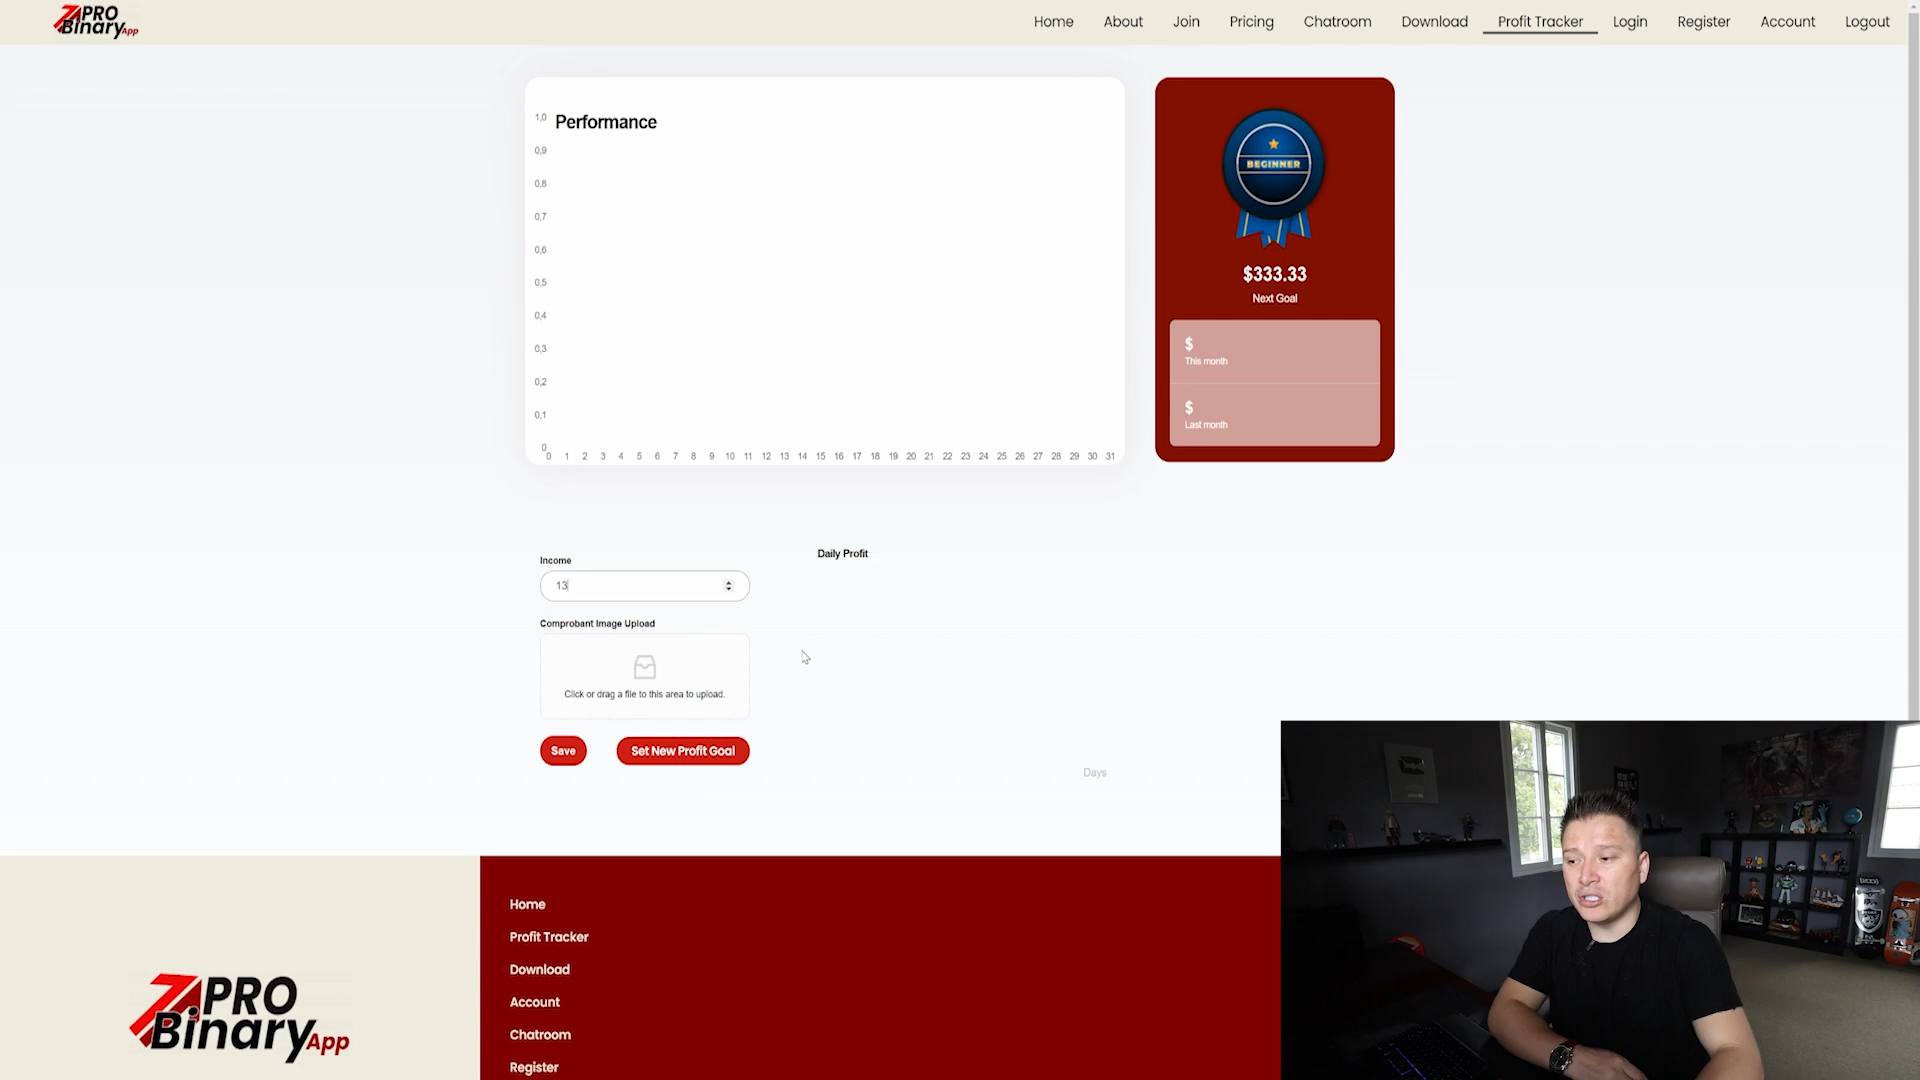 PRO
Binary App
Home About Join Pricing Chatroom Download Profit Tracker Login Register Account Logout
Performance
1,0
0,9
0,8
0,7
0,6
0,5
0,4
0,3
0,2
0,1
0
0 1 2 3 4 5 6 7 8 9 10 11 12 13 14 15 16 17 18 19 20 21 22 23 24 25 26 27 28 29 30 31
BEGINNER
$333.33
Next Goal
$
This month
$
Last month
Income
13
Comprobant Image Upload
Click or drag a file to this area to upload.
Save
Set New Profit Goal
Daily Profit
Days
Home
Profit Tracker
Download
Account
Chatroom
Register
PRO
Binary App